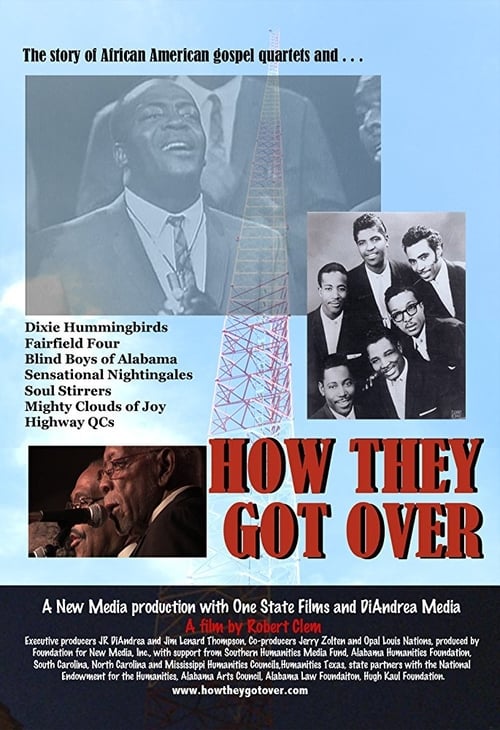 The story of African American gospel quartets and . . .
Dixie Hummingbirds
Fairfield Four
Blind Boys of Alabama
Sensational Nightingales
Soul Stirrers
Mighty Clouds of Joy
Highway QCs
HOW THEY
GOT OVER
A New Media production with One State Films and DiAndrea Media
A film by Robert Clem
Executive producers JR DiAndrea and Jim Lenard Thompson, Co-producers Jerry Zolten and Opal Louis Nations, produced by
Foundation for New Media, Inc., with support from Southern Humanities Media Fund, Alabama Humanities Foundation,
South Carolina, North Carolina and Mississippi Humanities Councils,Humanities Texas, state partners with the National
Endowment for the Humanities, Alabama Arts Council, Alabama Law Foundaiton, Hugh Kaul Foundation.
www.howtheygotover.com